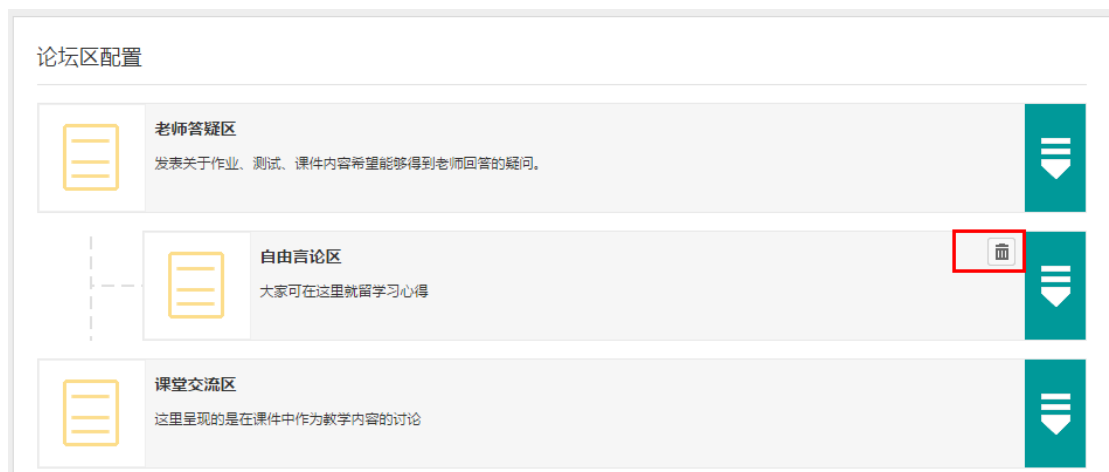 论坛区配置
老师答疑区
发表关于作业、测试、课件内容希望能够得到老师回答的疑问。
自由言论区
大家可在这里就留学习心得
课堂交流区
这里呈现的是在课件中作为教学内容的讨论